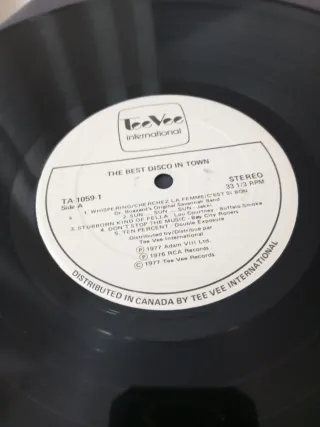 TeeVee
international
THE BEST DISCO IN TOWN
TA 1059-1
Side A
STEREO
33 1/3 RPM
1. WHISPERING/CHERCHEZ LA FEMME/C'EST SI BON
Dr. Buzzard's Original Savannah Band
2. SUN... SUN... SUN - Jakki
3. STUBBORN KIND OF FELLA - Lou Courtney - Buffalo Smoke
4. DON'T STOP THE MUSIC - Bay City Rollers
5. TEN PERCENT - Double Exposure
Distributed by/Distribue par
Tee Vee International
Ⓟ 1977 Adam VIII Ltd.
Ⓟ 1976 RCA Records
© 1977 Tee Vee Records
DISTRIBUTED IN CANADA BY TEE VEE INTERNATIONAL